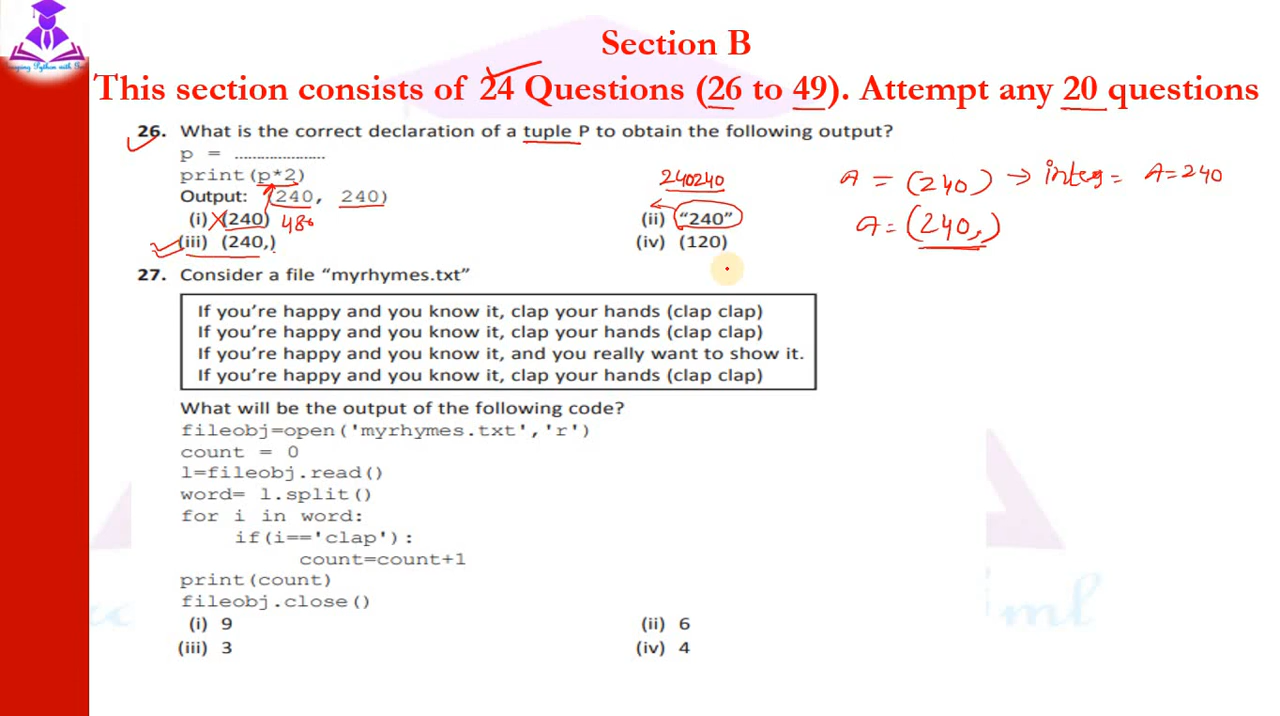 Section B
This section consists of 24 Questions (26 to 49). Attempt any 20 questions
26. What is the correct declaration of a tuple P to obtain the following output?
p = ......................
print(p*2)
Output: (240, 240)
(i) (240) 480
(ii) “240”
240240
(iii) (240,)
(iv) (120)
A = (240) → integ = A=240
A = (240,)
27. Consider a file “myrhymes.txt”
If you’re happy and you know it, clap your hands (clap clap)
If you’re happy and you know it, clap your hands (clap clap)
If you’re happy and you know it, and you really want to show it.
If you’re happy and you know it, clap your hands (clap clap)
What will be the output of the following code?
fileobj=open('myrhymes.txt','r')
count = 0
l=fileobj.read()
word= l.split()
for i in word:
if(i=='clap'):
count=count+1
print(count)
fileobj.close()
(i) 9
(ii) 6
(iii) 3
(iv) 4